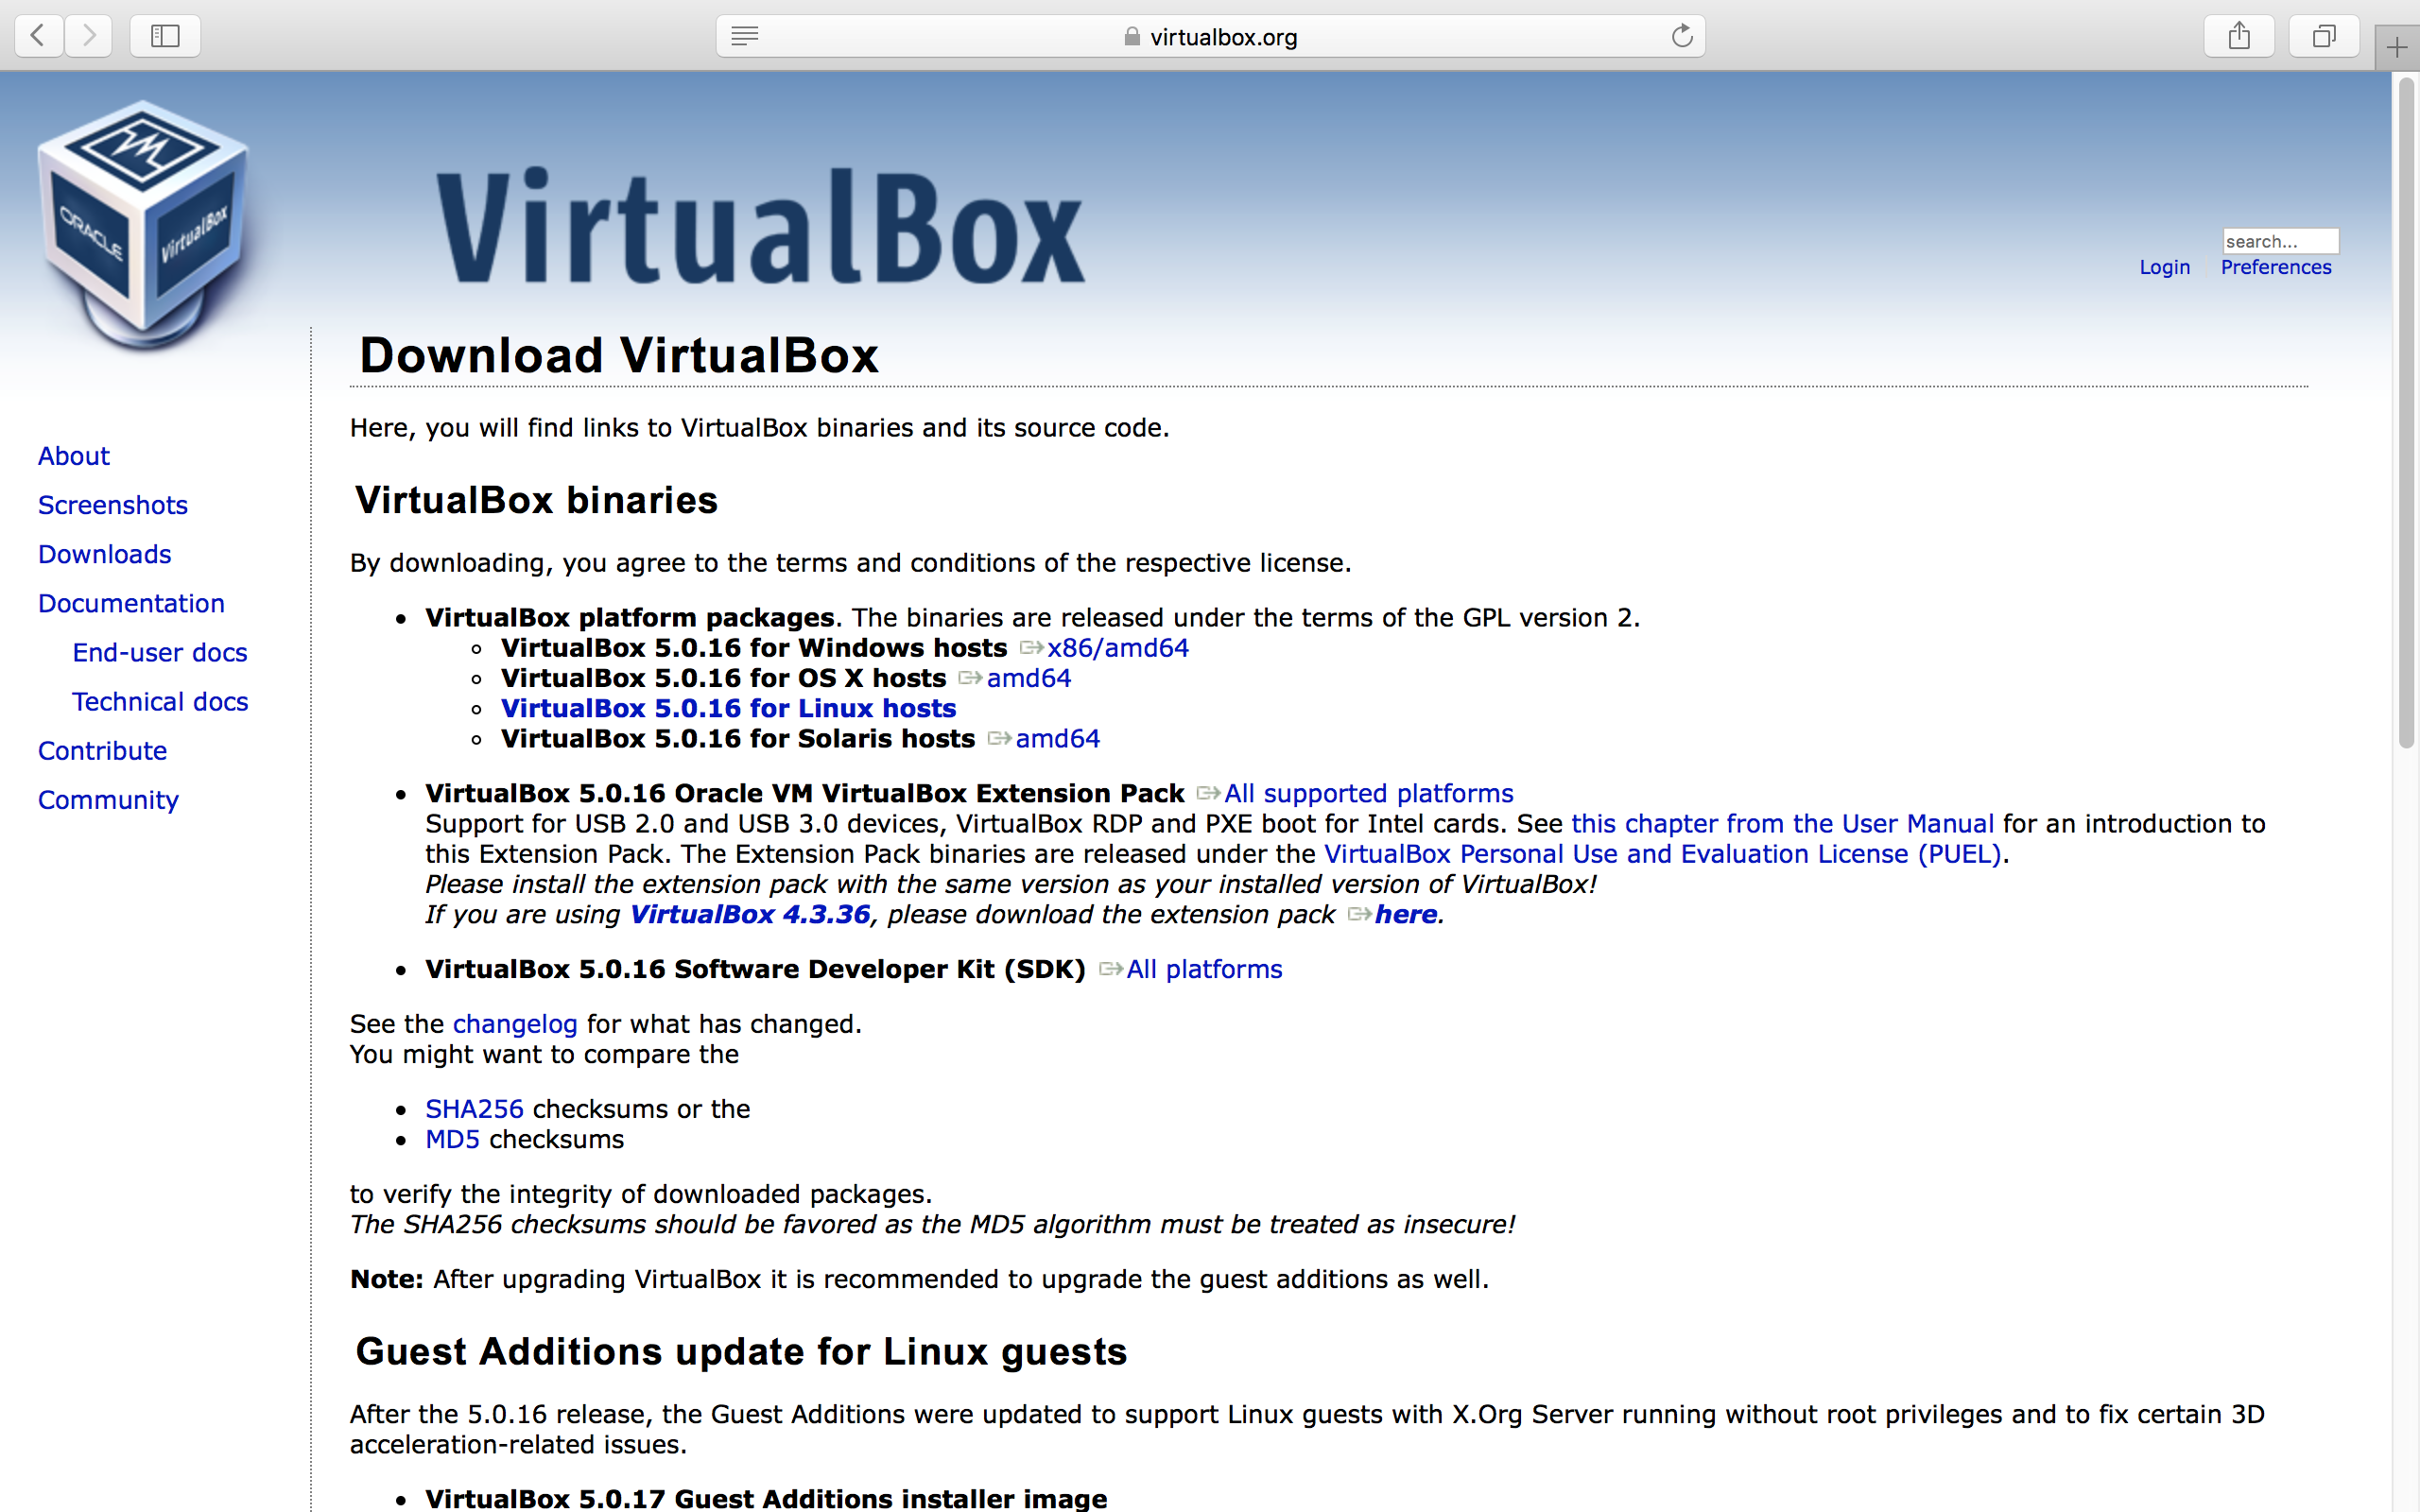 virtualbox.org
ORACLE
VirtualBox
VirtualBox
search...
Login
Preferences
Download VirtualBox
Here, you will find links to VirtualBox binaries and its source code.
About
Screenshots
Downloads
Documentation
End-user docs
Technical docs
Contribute
Community
VirtualBox binaries
By downloading, you agree to the terms and conditions of the respective license.
• VirtualBox platform packages. The binaries are released under the terms of the GPL version 2.
◦ VirtualBox 5.0.16 for Windows hosts x86/amd64
◦ VirtualBox 5.0.16 for OS X hosts amd64
◦ VirtualBox 5.0.16 for Linux hosts
◦ VirtualBox 5.0.16 for Solaris hosts amd64
• VirtualBox 5.0.16 Oracle VM VirtualBox Extension Pack All supported platforms
Support for USB 2.0 and USB 3.0 devices, VirtualBox RDP and PXE boot for Intel cards. See this chapter from the User Manual for an introduction to
this Extension Pack. The Extension Pack binaries are released under the VirtualBox Personal Use and Evaluation License (PUEL).
Please install the extension pack with the same version as your installed version of VirtualBox!
If you are using VirtualBox 4.3.36, please download the extension pack here.
• VirtualBox 5.0.16 Software Developer Kit (SDK) All platforms
See the changelog for what has changed.
You might want to compare the
• SHA256 checksums or the
• MD5 checksums
to verify the integrity of downloaded packages.
The SHA256 checksums should be favored as the MD5 algorithm must be treated as insecure!
Note: After upgrading VirtualBox it is recommended to upgrade the guest additions as well.
Guest Additions update for Linux guests
After the 5.0.16 release, the Guest Additions were updated to support Linux guests with X.Org Server running without root privileges and to fix certain 3D
acceleration-related issues.
• VirtualBox 5.0.17 Guest Additions installer image